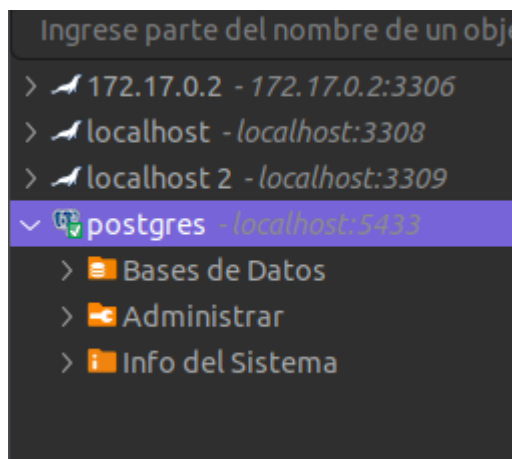 Ingrese parte del nombre de un obje
172.17.0.2 - 172.17.0.2:3306
localhost - localhost:3308
localhost 2 - localhost:3309
postgres - localhost:5433
Bases de Datos
Administrar
Info del Sistema